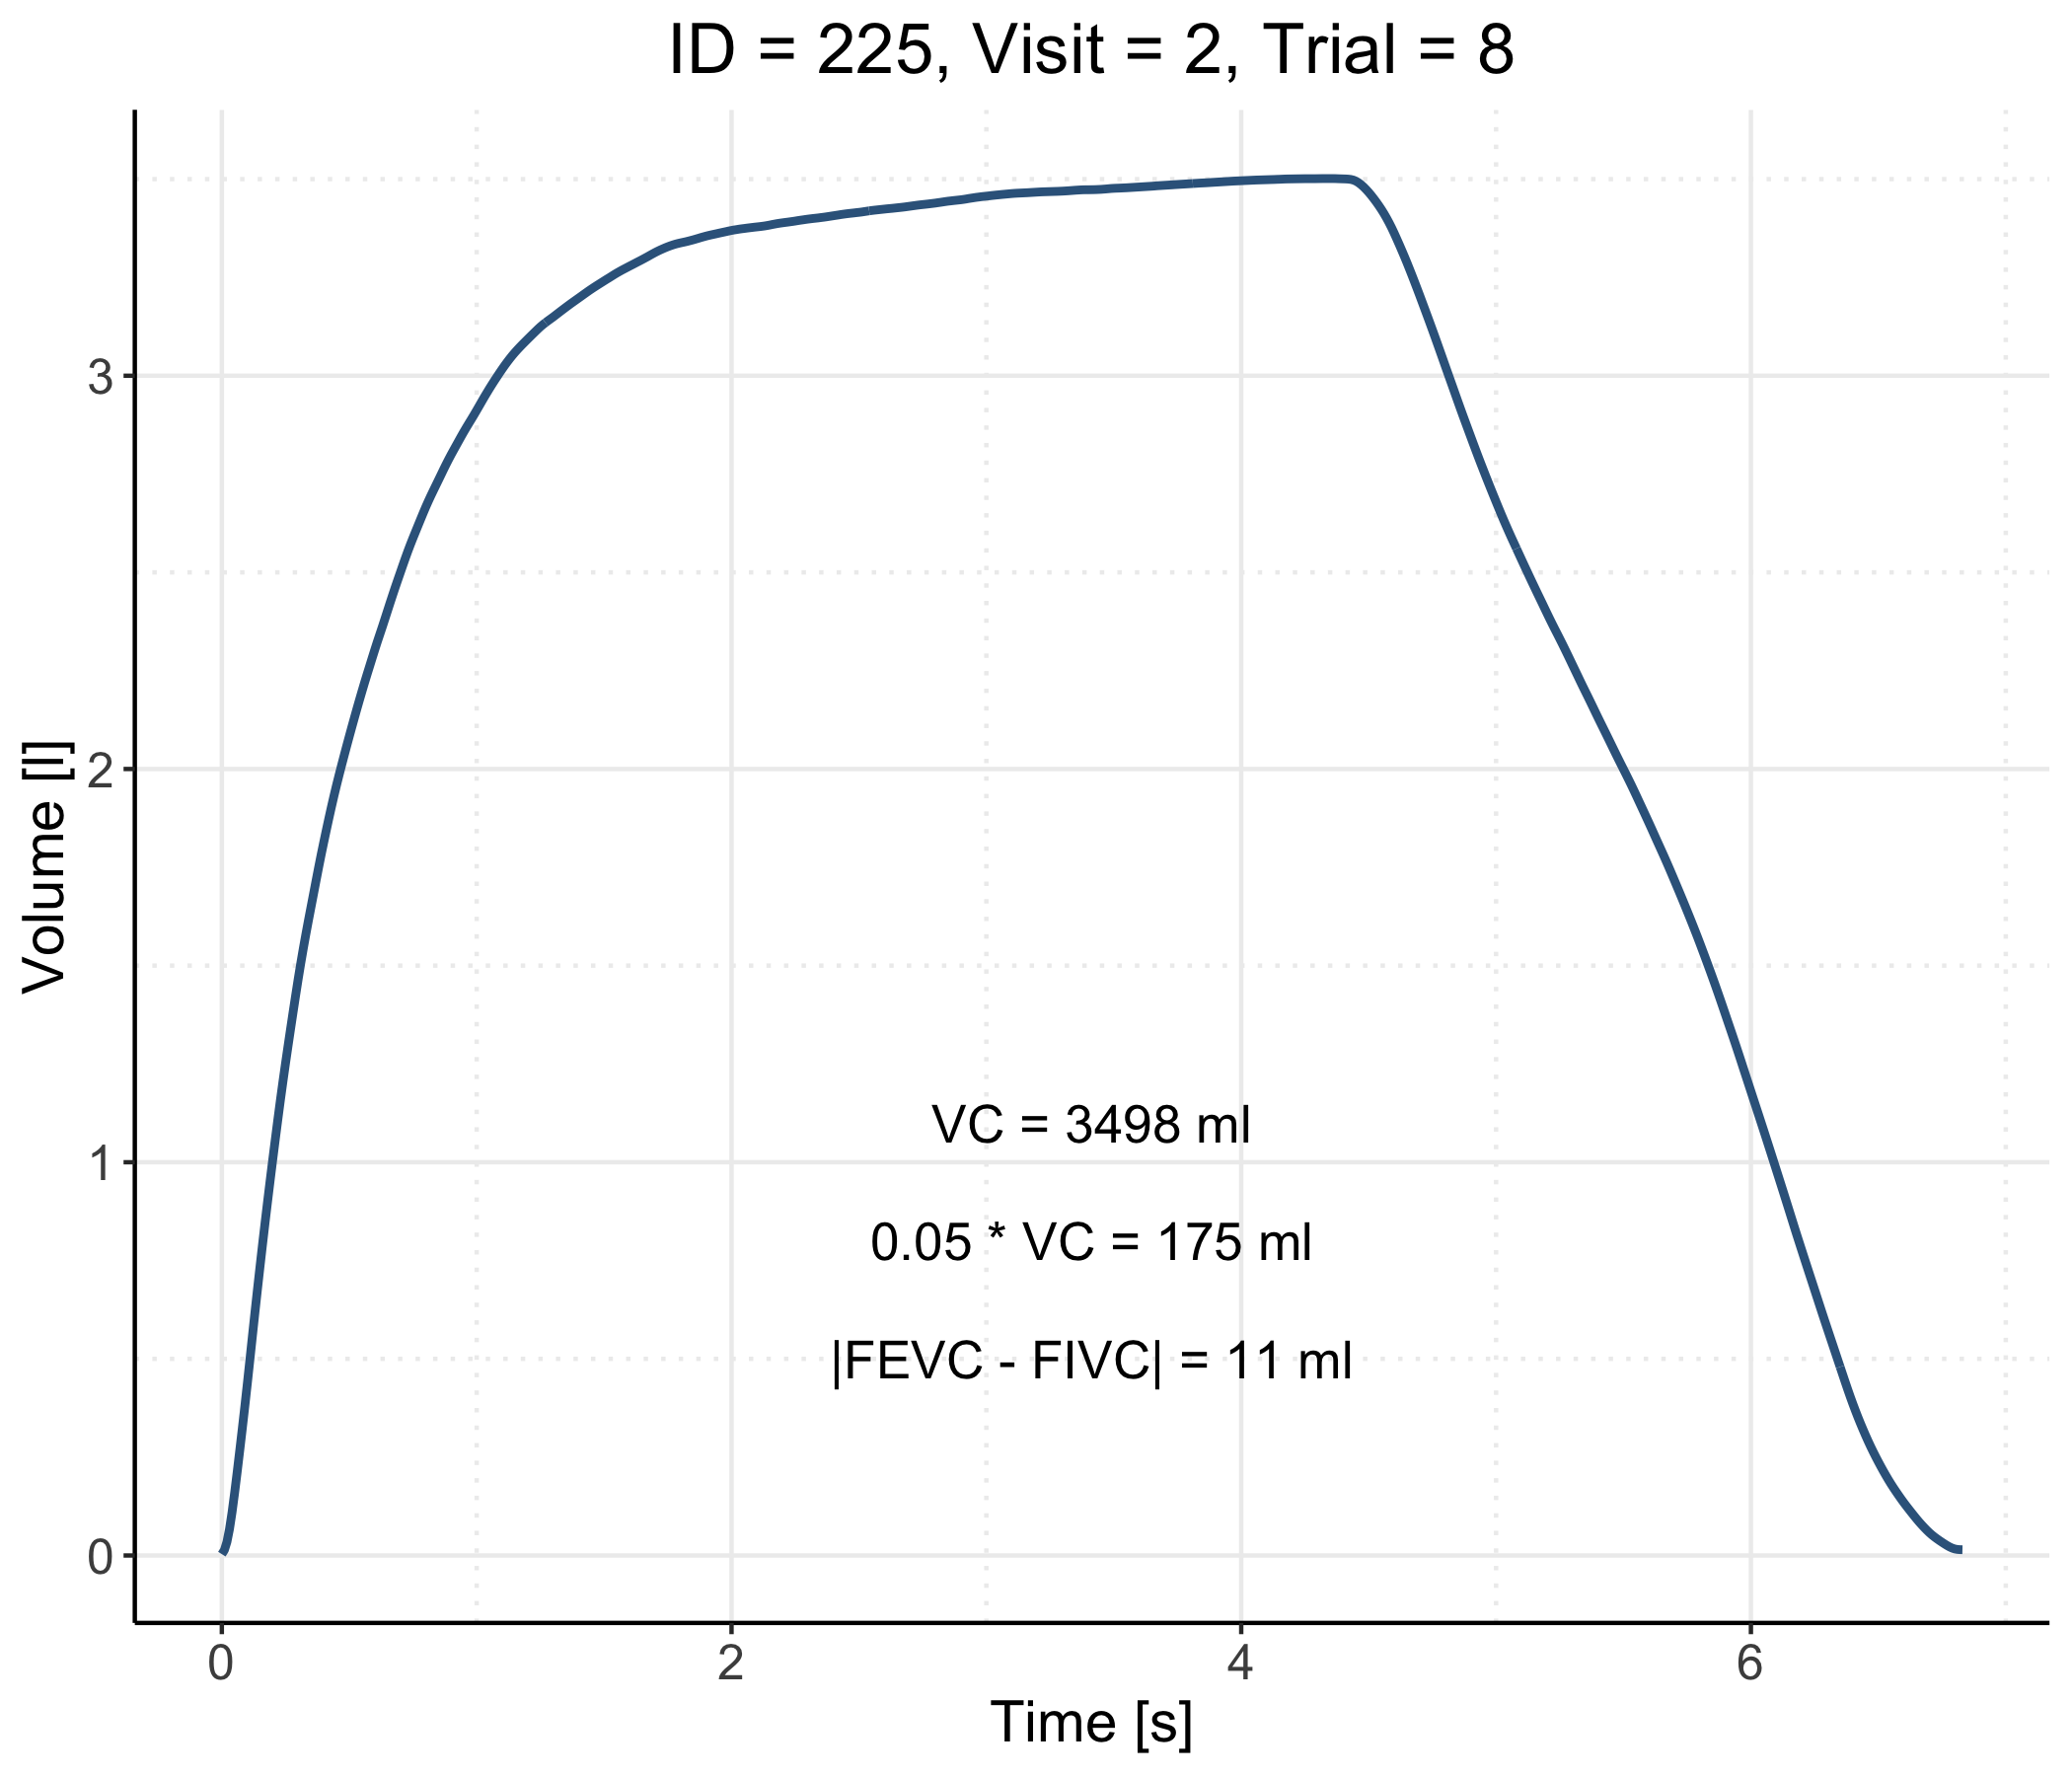 ID = 225, Visit = 2, Trial = 8
Volume [l]
3
2
1
0
VC = 3498 ml
0.05 * VC = 175 ml
|FEVC - FIVC| = 11 ml
0 2 4 6
Time [s]